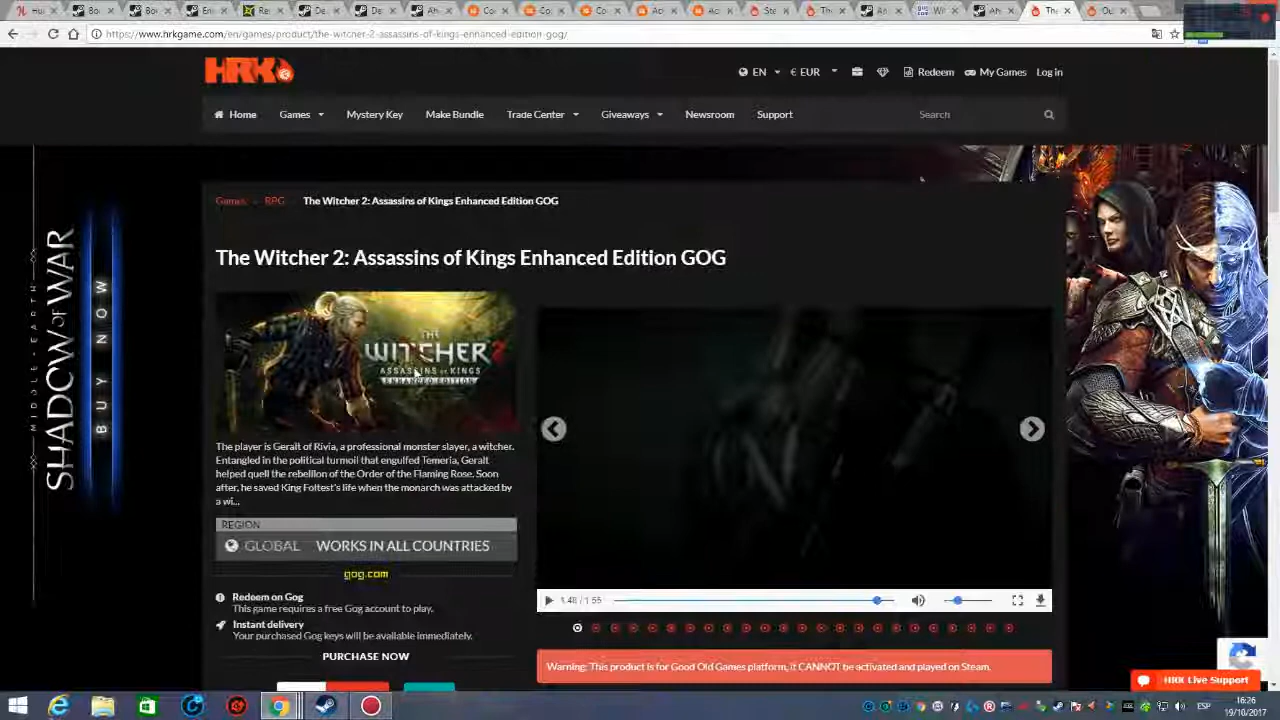 https://www.hrkgame.com/en/games/product/the-witcher-2-assassins-of-kings-enhanced-edition-gog/
HRK
EN € EUR Redeem My Games Log in
Home Games Mystery Key Make Bundle Trade Center Giveaways Newsroom Support Search
Games RPG The Witcher 2: Assassins of Kings Enhanced Edition GOG
The Witcher 2: Assassins of Kings Enhanced Edition GOG
MIDDLE-EARTH
SHADOW OF WAR
BUY NOW
THE
WITCHER 2
ASSASSINS OF KINGS
ENHANCED EDITION
The player is Geralt of Rivia, a professional monster slayer, a witcher.
Entangled in the political turmoil that engulfed Temeria, Geralt
helped quell the rebellion of the Order of the Flaming Rose. Soon
after, he saved King Foltest's life when the monarch was attacked by
a wi...
REGION
GLOBAL WORKS IN ALL COUNTRIES
gog.com
Redeem on Gog
This game requires a free Gog account to play.
Instant delivery
Your purchased Gog keys will be available immediately.
PURCHASE NOW
1:48 / 1:55
Warning: This product is for Good Old Games platform, it CANNOT be activated and played on Steam.
HRK Live Support
ESP
16:26
19/10/2017